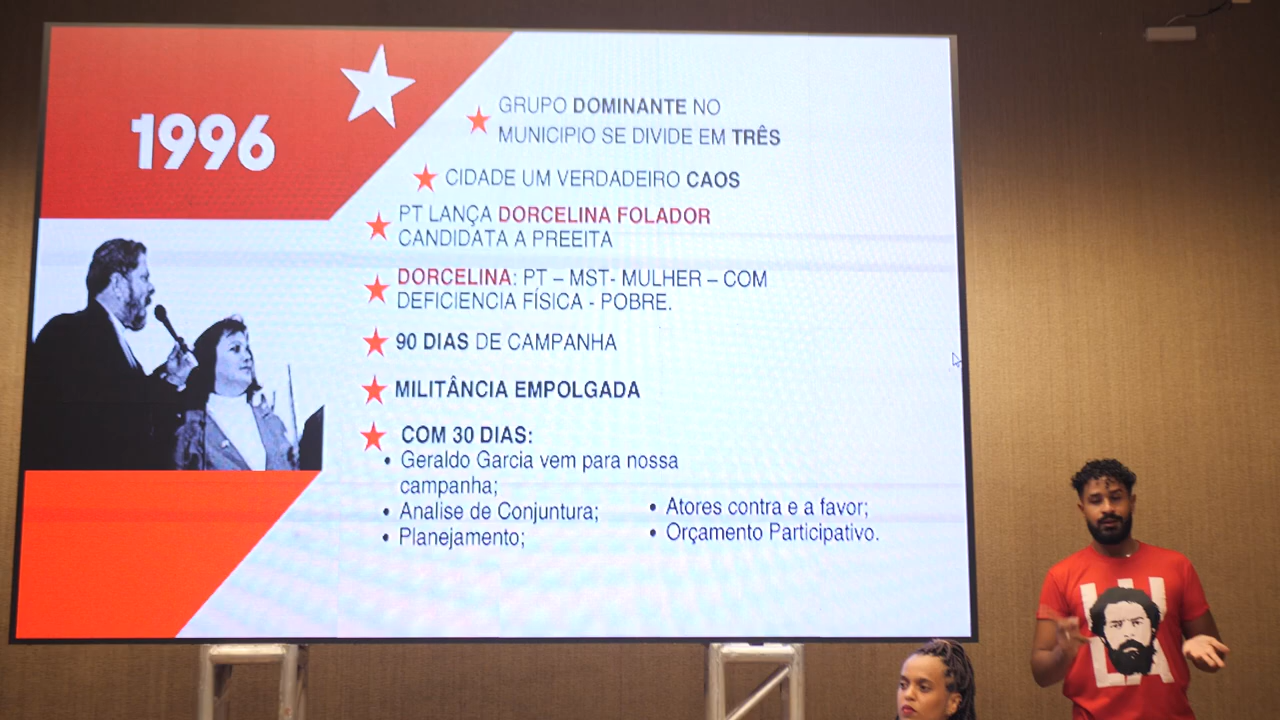 1996
GRUPO DOMINANTE NO
MUNICIPIO SE DIVIDE EM TRÊS
CIDADE UM VERDADEIRO CAOS
PT LANÇA DORCELINA FOLADOR
CANDIDATA A PREEITA
DORCELINA: PT – MST- MULHER – COM
DEFICIENCIA FÍSICA - POBRE.
90 DIAS DE CAMPANHA
MILITÂNCIA EMPOLGADA
COM 30 DIAS:
• Geraldo Garcia vem para nossa
campanha;
• Analise de Conjuntura;
• Planejamento;
• Atores contra e a favor;
• Orçamento Participativo.
LULA